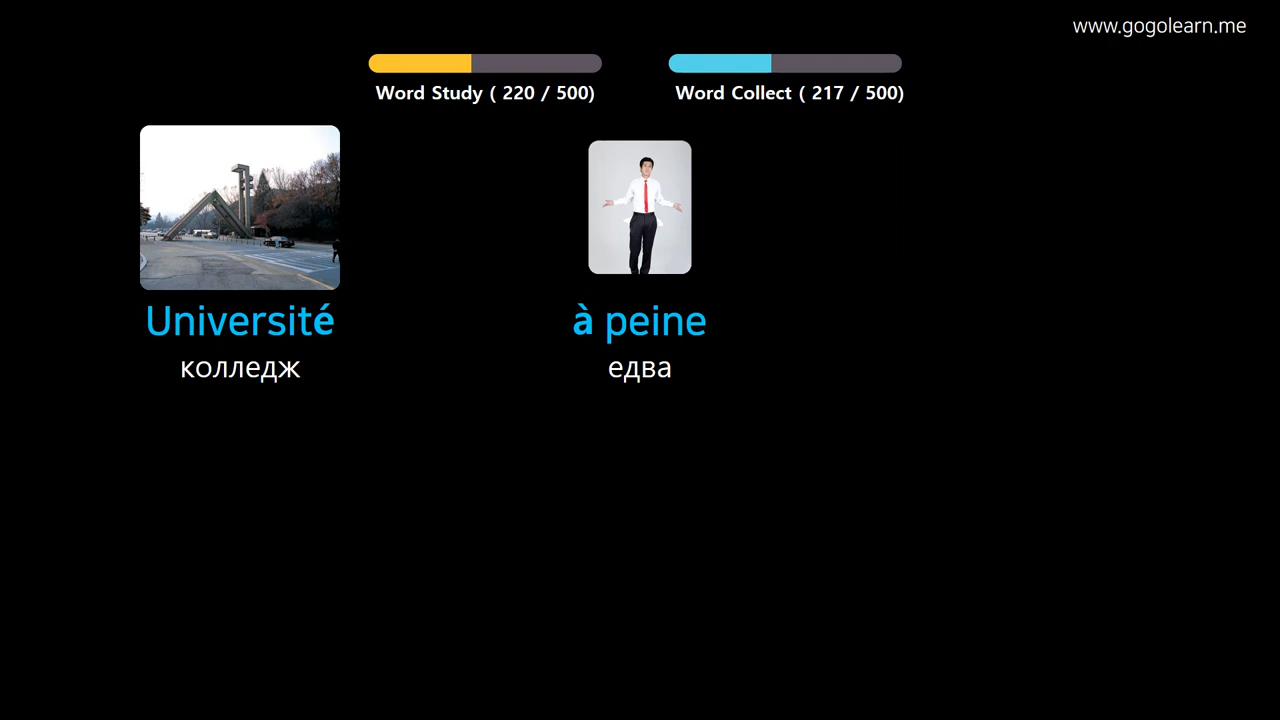 www.gogolearn.me
Word Study ( 220 / 500)
Word Collect ( 217 / 500)
Université
à peine
колледж
едва